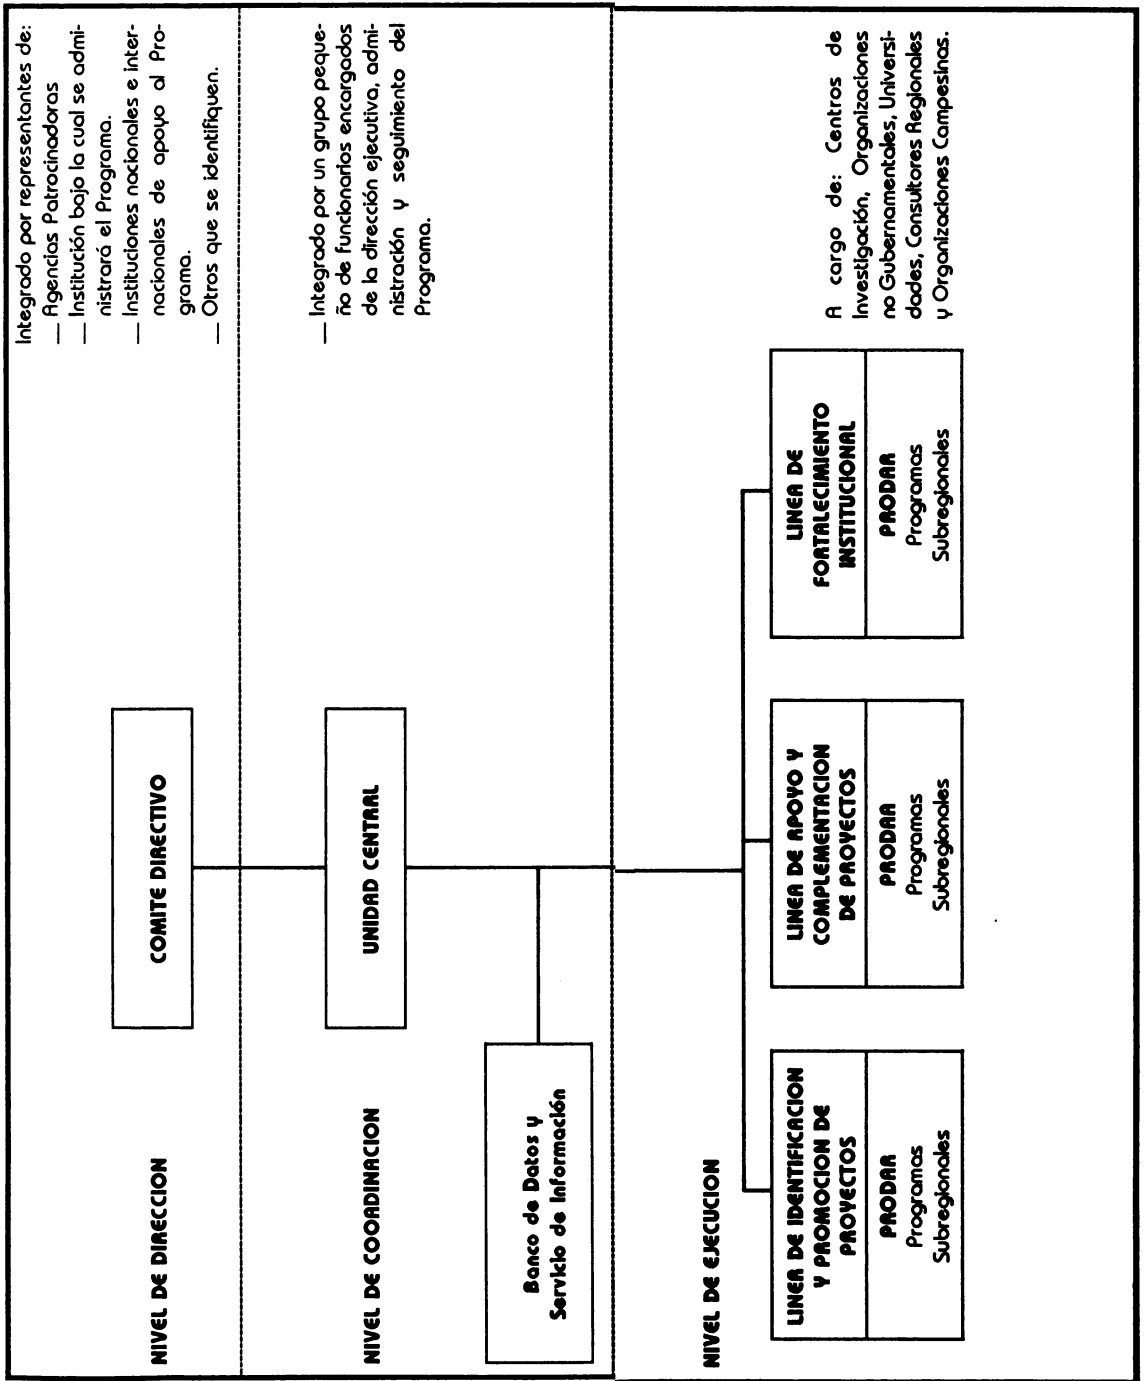 Integrado por representantes de:
— Agencias Patrocinadoras
— Institución bajo la cual se admi-
nistrará el Programa.
— Instituciones nacionales e inter-
nacionales de apoyo al Pro-
grama.
— Otros que se identifiquen.
COMITE DIRECTIVO
NIVEL DE DIRECCION
— Integrado por un grupo peque-
ño de funcionarios encargados
de la dirección ejecutiva, admi-
nistración y seguimiento del
Programa.
UNIDAD CENTRAL
NIVEL DE COORDINACION
Banco de Datos y
Servicio de Información
NIVEL DE EJECUCION
LINEA DE IDENTIFICACION
Y PROMOCION DE
PROYECTOS
PRODAR
Programas
Subregionales
LINEA DE APOYO Y
COMPLEMENTACION
DE PROYECTOS
PRODAR
Programas
Subregionales
LINEA DE
FORTALECIMIENTO
INSTITUCIONAL
PRODAR
Programas
Subregionales
A cargo de: Centros de
Investigación, Organizaciones
no Gubernamentales, Universi-
dades, Consultores Regionales
y Organizaciones Campesinas.